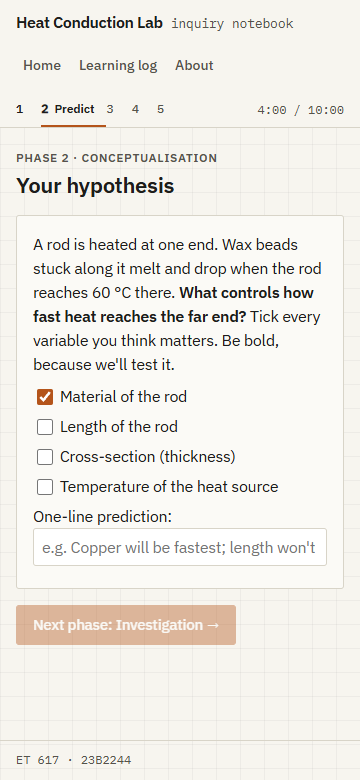 Heat Conduction Lab inquiry notebook
Home Learning log About
1 2 Predict 3 4 5 4:00 / 10:00
PHASE 2 · CONCEPTUALISATION
Your hypothesis
A rod is heated at one end. Wax beads
stuck along it melt and drop when the rod
reaches 60 °C there. What controls how
fast heat reaches the far end? Tick every
variable you think matters. Be bold,
because we'll test it.
Material of the rod
Length of the rod
Cross-section (thickness)
Temperature of the heat source
One-line prediction:
e.g. Copper will be fastest; length won't
Next phase: Investigation →
ET 617 · 23B2244